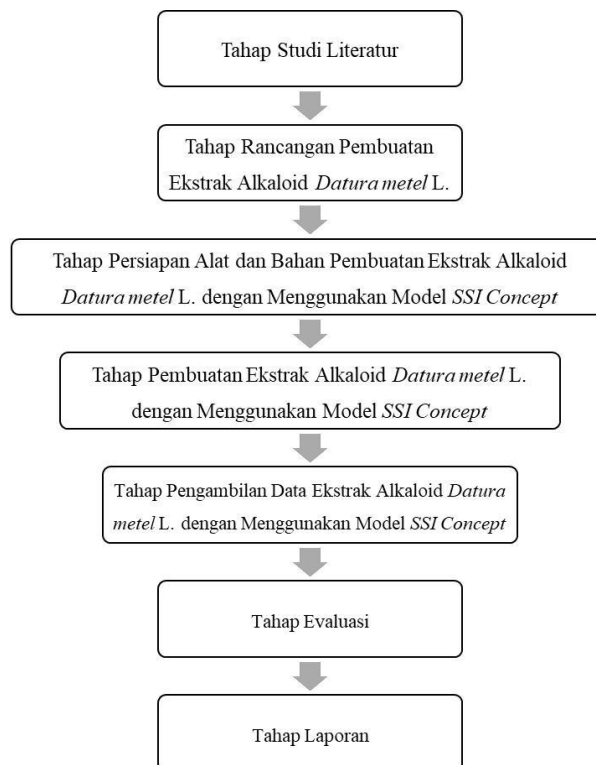 Tahap Studi Literatur
Tahap Rancangan Pembuatan
Ekstrak Alkaloid Datura metel L.
Tahap Persiapan Alat dan Bahan Pembuatan Ekstrak Alkaloid
Datura metel L. dengan Menggunakan Model SSI Concept
Tahap Pembuatan Ekstrak Alkaloid Datura metel L.
dengan Menggunakan Model SSI Concept
Tahap Pengambilan Data Ekstrak Alkaloid Datura
metel L. dengan Menggunakan Model SSI Concept
Tahap Evaluasi
Tahap Laporan